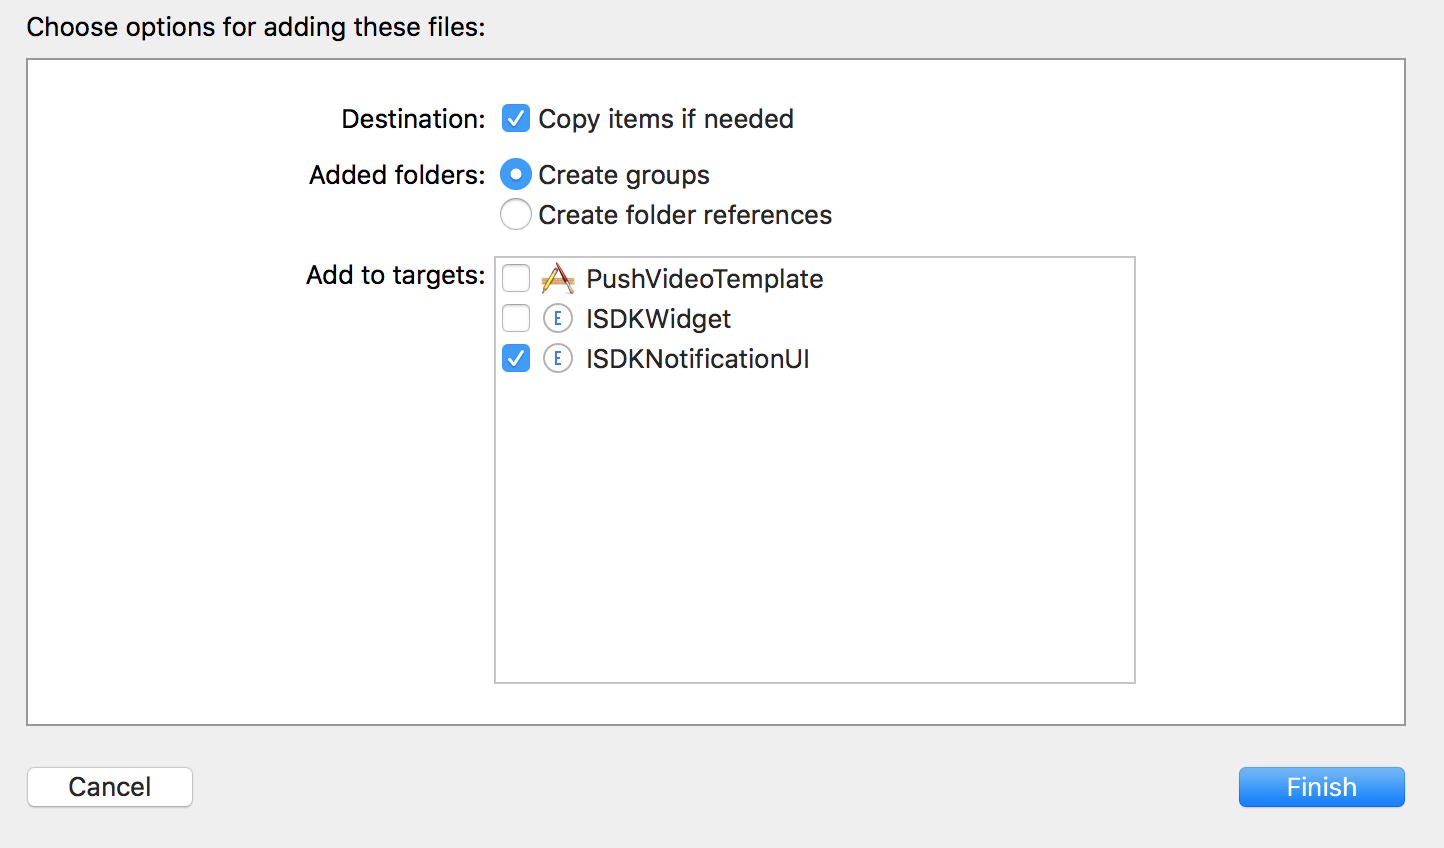 Choose options for adding these files:
Destination: Copy items if needed
Added folders: Create groups
Create folder references
Add to targets: PushVideoTemplate
E ISDKWidget
E ISDKNotificationUI
Cancel Finish